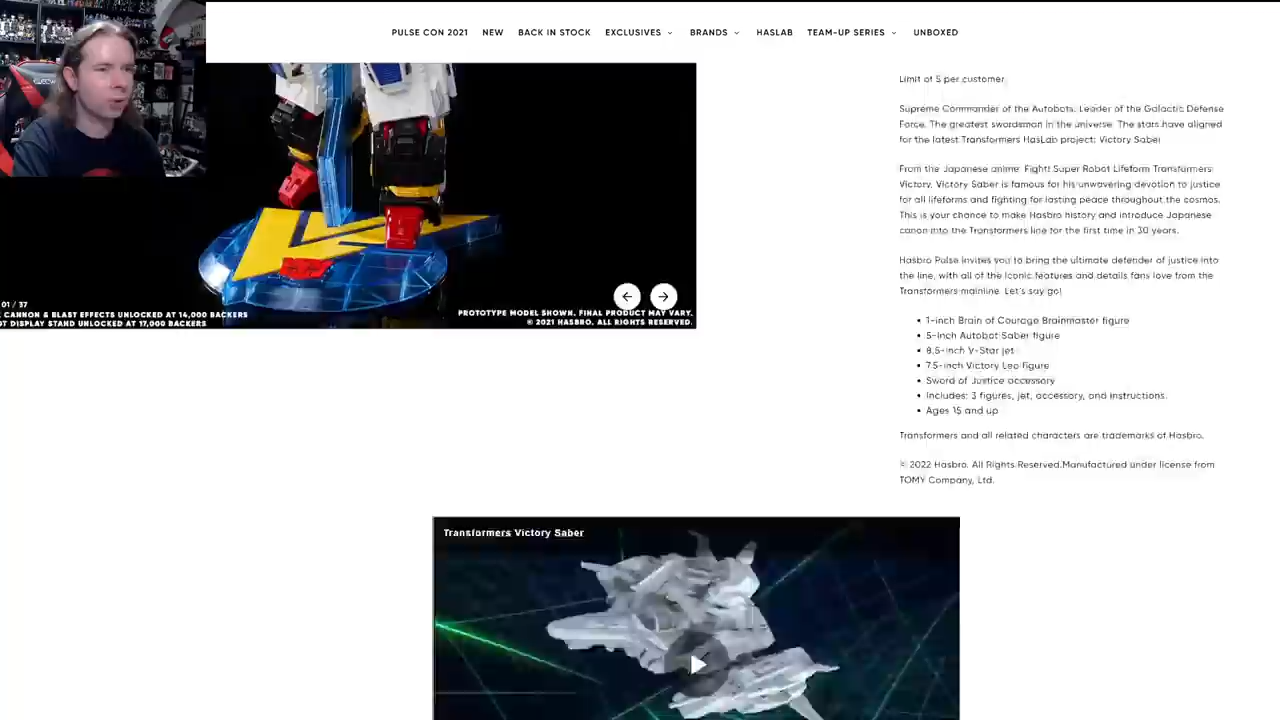 PULSE CON 2021 NEW BACK IN STOCK EXCLUSIVES BRANDS HASLAB TEAM-UP SERIES UNBOXED
01 / 37
CANNON & BLAST EFFECTS UNLOCKED AT 14,000 BACKERS
DISPLAY STAND UNLOCKED AT 17,000 BACKERS
PROTOTYPE MODEL SHOWN. FINAL PRODUCT MAY VARY.
© 2021 HASBRO. ALL RIGHTS RESERVED.
Limit of 5 per customer
Supreme Commander of the Autobots. Leader of the Galactic Defense
Force. The greatest swordsman in the universe. The stars have aligned
for the latest Transformers HasLab project: Victory Saber
From the Japanese anime Fight! Super Robot Lifeform Transformers
Victory, Victory Saber is famous for his unwavering devotion to justice
for all lifeforms and fighting for lasting peace throughout the cosmos.
This is your chance to make Hasbro history and introduce Japanese
canon into the Transformers line for the first time in 30 years.
Hasbro Pulse invites you to bring the ultimate defender of justice into
the line, with all of the iconic features and details fans love from the
Transformers mainline. Let's say go!
• 1-inch Brain of Courage Brainmaster figure
• 5-inch Autobot Saber figure
• 8.5-inch V-Star jet
• 7.5-inch Victory Leo figure
• Sword of Justice accessory
• Includes: 3 figures, jet, accessory, and instructions.
• Ages 15 and up
Transformers and all related characters are trademarks of Hasbro.
© 2022 Hasbro. All Rights Reserved.Manufactured under license from
TOMY Company, Ltd.
Transformers Victory Saber